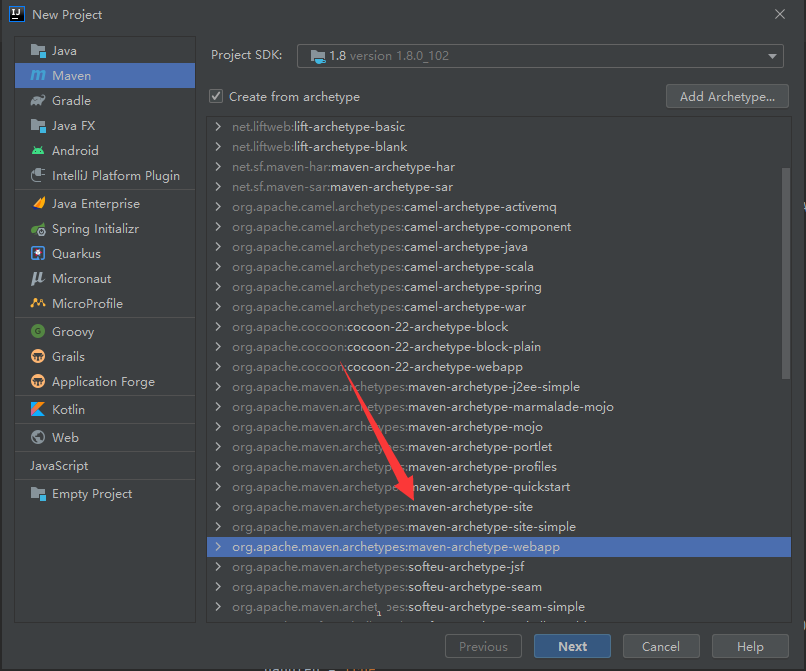 New Project
Java
Maven
Gradle
Java FX
Android
IntelliJ Platform Plugin
Java Enterprise
Spring Initializr
Quarkus
Micronaut
MicroProfile
Groovy
Grails
Application Forge
Kotlin
Web
JavaScript
Empty Project
Project SDK: 1.8 version 1.8.0_102
Create from archetype
Add Archetype...
net.liftweb:lift-archetype-basic
net.liftweb:lift-archetype-blank
net.sf.maven-har:maven-archetype-har
net.sf.maven-sar:maven-archetype-sar
org.apache.camel.archetypes:camel-archetype-activemq
org.apache.camel.archetypes:camel-archetype-component
org.apache.camel.archetypes:camel-archetype-java
org.apache.camel.archetypes:camel-archetype-scala
org.apache.camel.archetypes:camel-archetype-spring
org.apache.camel.archetypes:camel-archetype-war
org.apache.cocoon:cocoon-22-archetype-block
org.apache.cocoon:cocoon-22-archetype-block-plain
org.apache.cocoon:cocoon-22-archetype-webapp
org.apache.maven.archetypes:maven-archetype-j2ee-simple
org.apache.maven.archetypes:maven-archetype-marmalade-mojo
org.apache.maven.archetypes:maven-archetype-mojo
org.apache.maven.archetypes:maven-archetype-portlet
org.apache.maven.archetypes:maven-archetype-profiles
org.apache.maven.archetypes:maven-archetype-quickstart
org.apache.maven.archetypes:maven-archetype-site
org.apache.maven.archetypes:maven-archetype-site-simple
org.apache.maven.archetypes:maven-archetype-webapp
org.apache.maven.archetypes:softeu-archetype-jsf
org.apache.maven.archetypes:softeu-archetype-seam
org.apache.maven.archetypes:softeu-archetype-seam-simple
Previous
Next
Cancel
Help